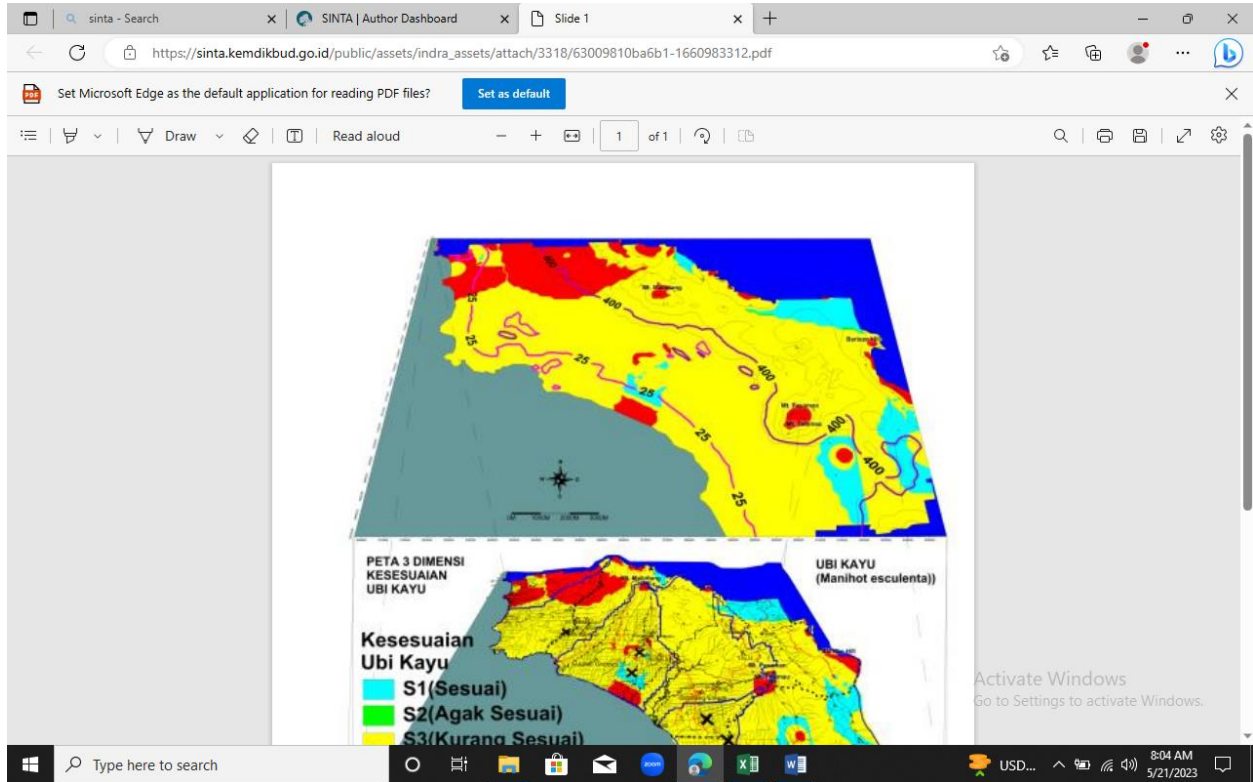 sinta - Search
SINTA | Author Dashboard
Slide 1
https://sinta.kemdikbud.go.id/public/assets/indra_assets/attach/3318/63009810ba6b1-1660983312.pdf
PDF
Set Microsoft Edge as the default application for reading PDF files?
Set as default
Draw
Read aloud
1 of 1
25
400
400
25
25
25
400
25
400
400
25
PETA 3 DIMENSI
KESESUAIAN
UBI KAYU
UBI KAYU
(Manihot esculenta))
Kesesuaian
Ubi Kayu
S1(Sesuai)
S2(Agak Sesuai)
S3(Kurang Sesuai)
Activate Windows
Go to Settings to activate Windows.
Type here to search
zoom
USD...
8:04 AM
5/21/2023